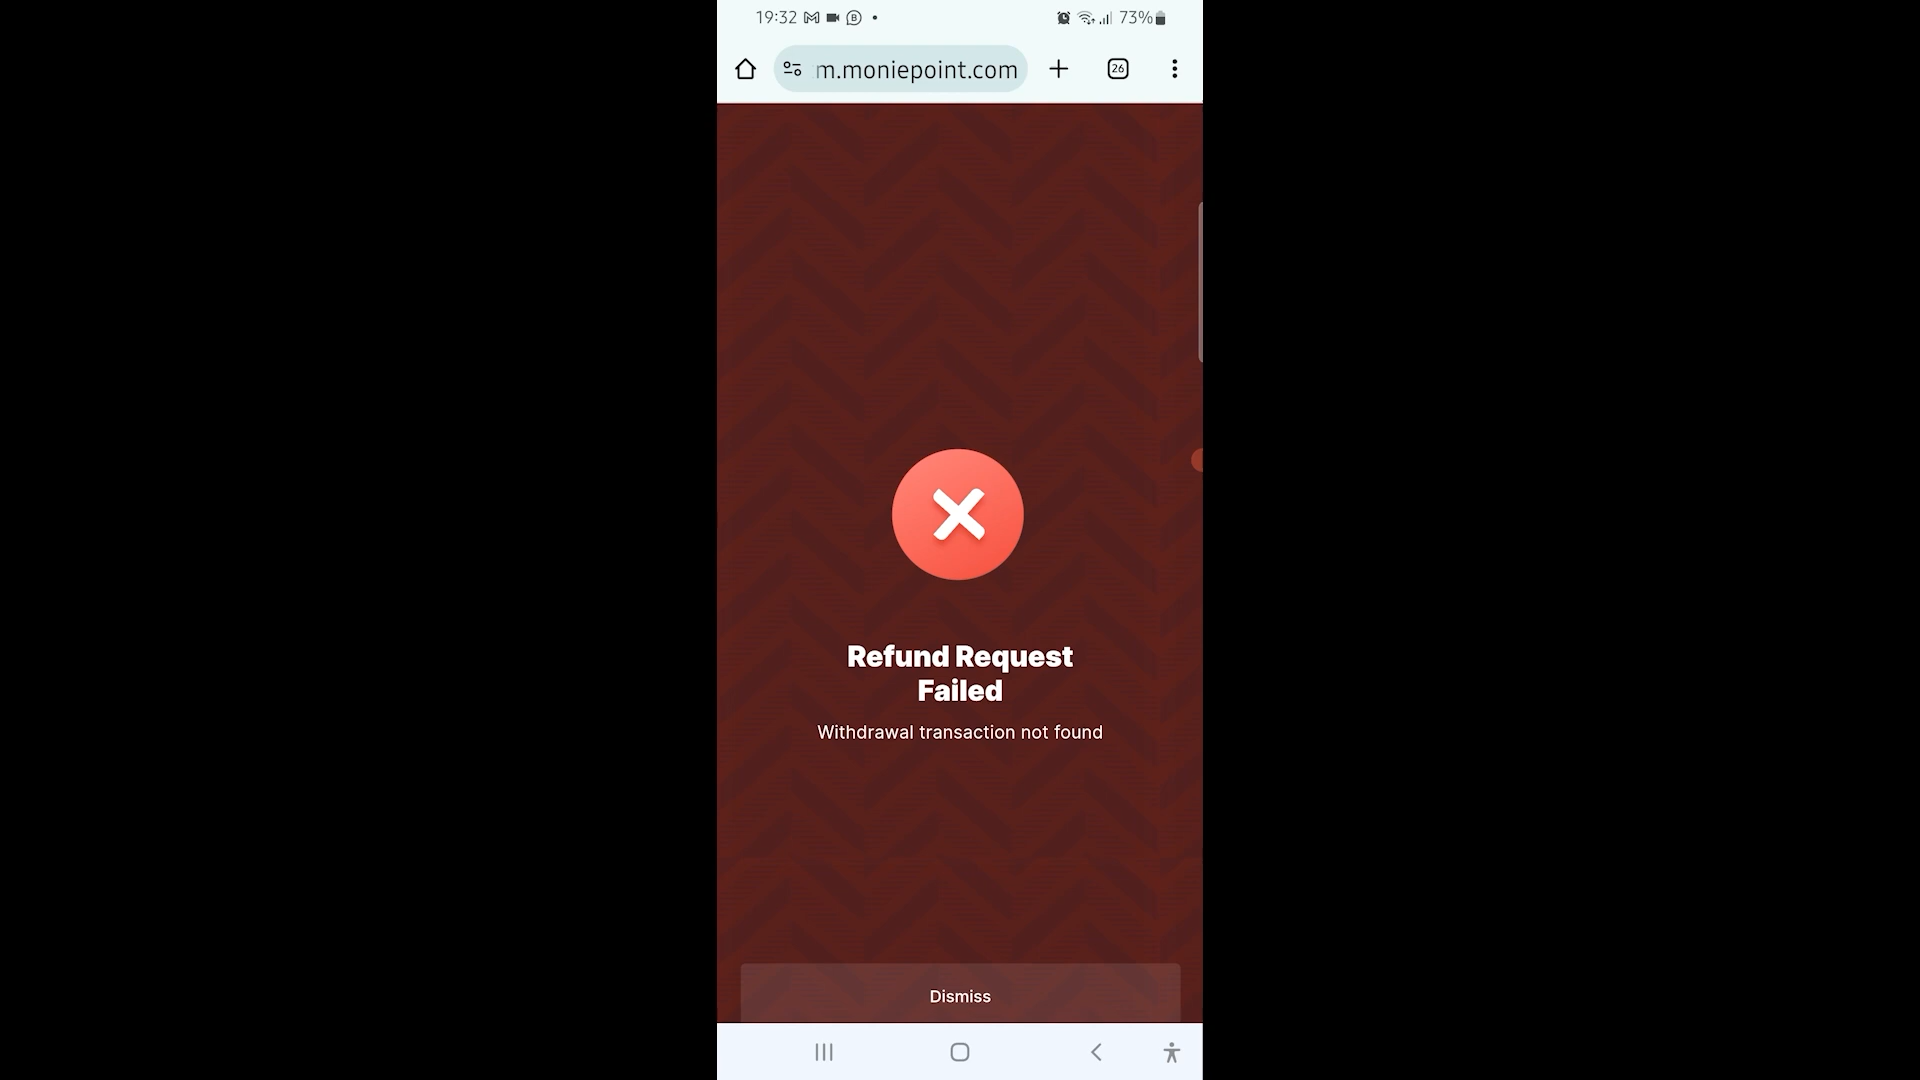 19:32
73%
m.moniepoint.com
26
Refund Request
Failed
Withdrawal transaction not found
Dismiss